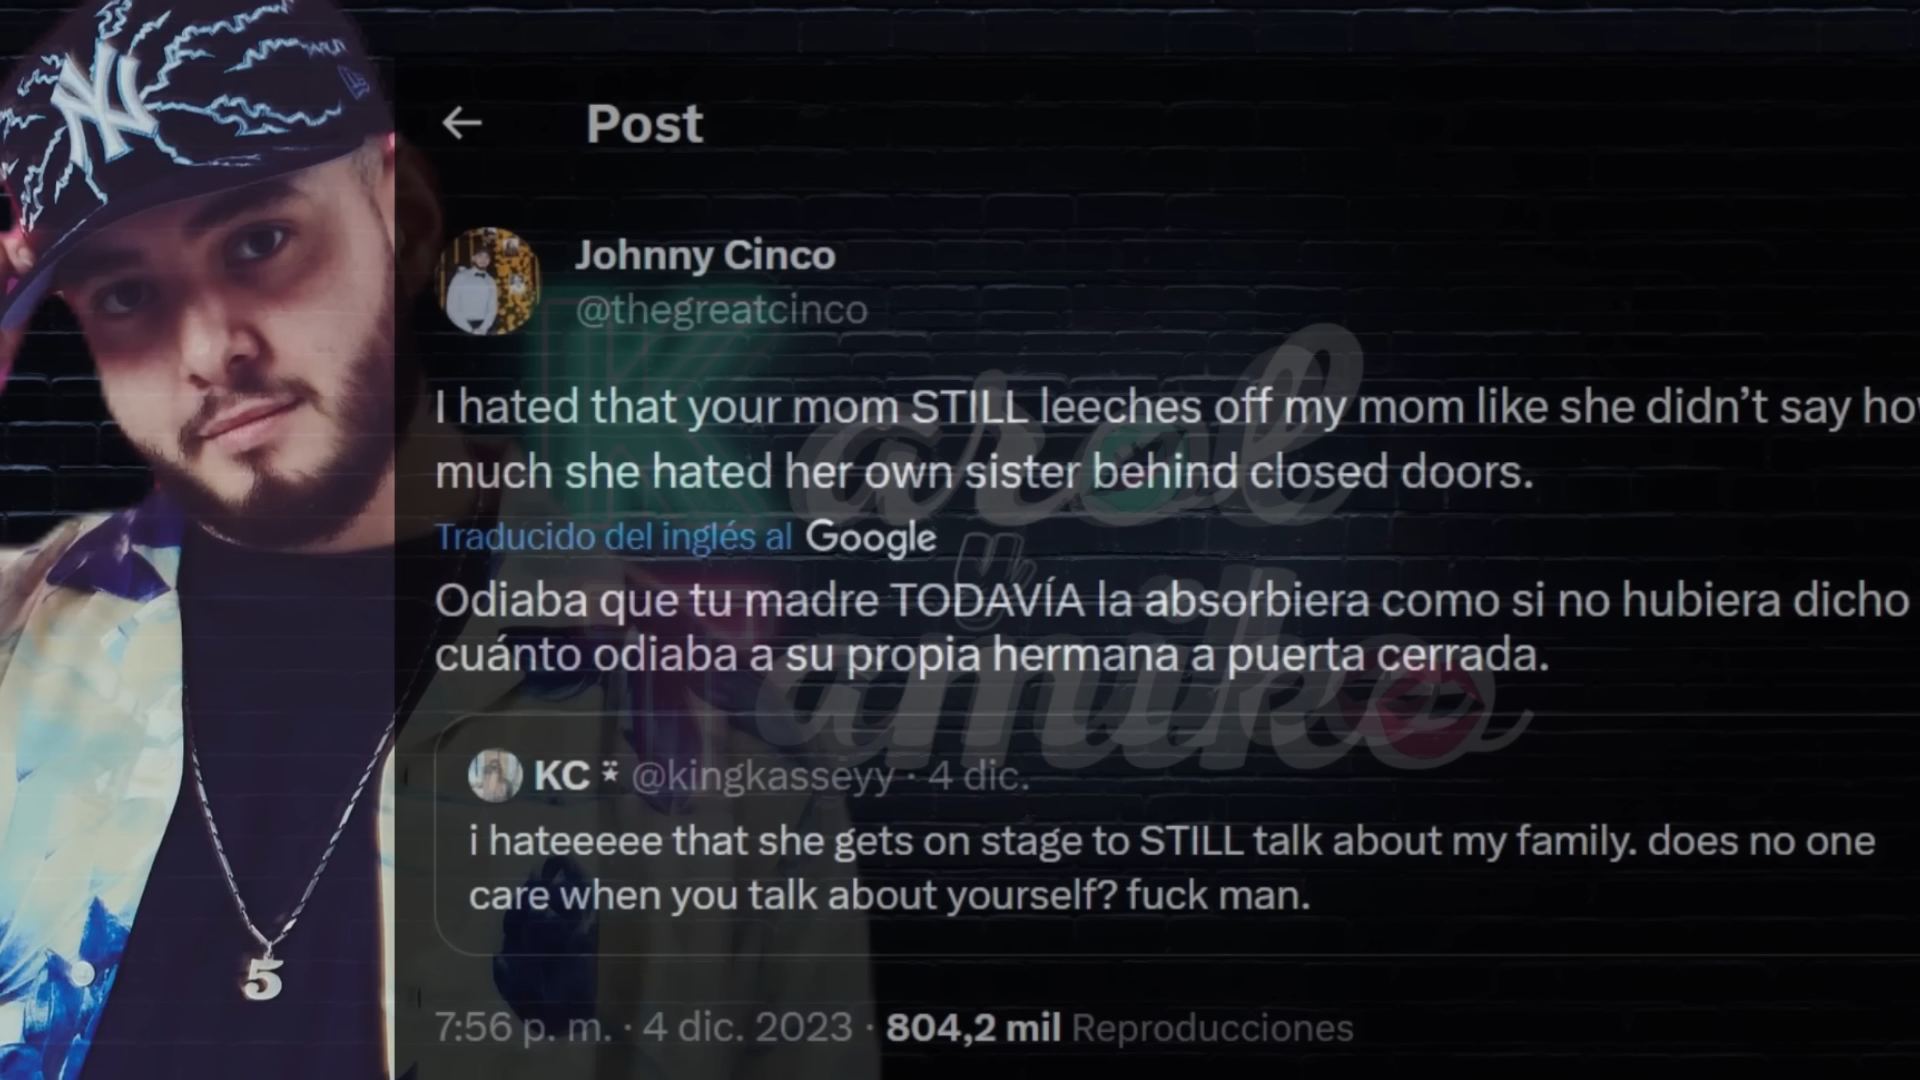 NY
Post
Johnny Cinco
@thegreatcinco
I hated that your mom STILL leeches off my mom like she didn’t say
much she hated her own sister behind closed doors.
Traducido del inglés al Google
Odiaba que tu madre TODAVÍA la absorbiera como si no hubiera dicho
cuánto odiaba a su propia hermana a puerta cerrada.
KC @kingkasseyy · 4 dic.
i hateeeee that she gets on stage to STILL talk about my family. does no one
care when you talk about yourself? fuck man.
7:56 p. m. · 4 dic. 2023 · 804,2 mil Reproducciones
Karol
y
Tamiko
5